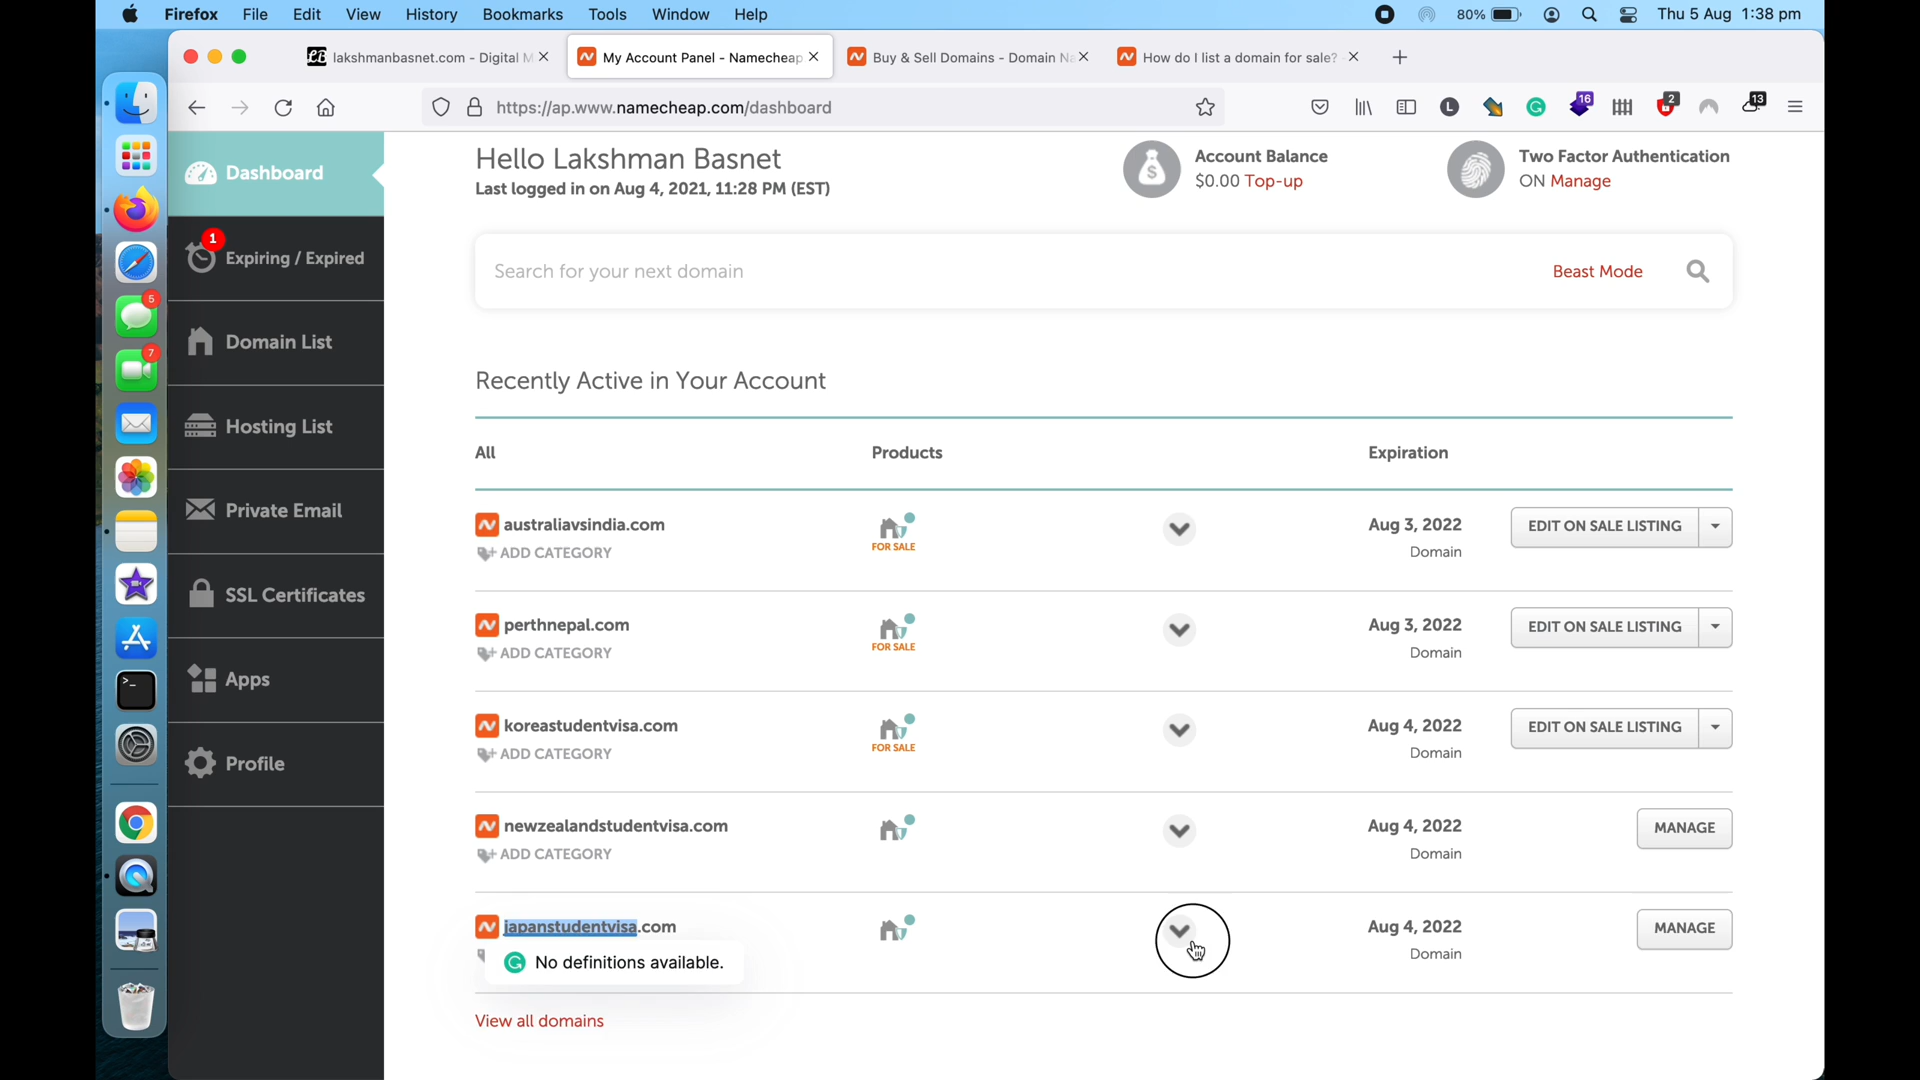 Firefox File Edit View History Bookmarks Tools Window Help 80% Thu 5 Aug 1:38 pm
LB lakshmanbasnet.com - Digital M My Account Panel - Namecheap Buy & Sell Domains - Domain Na How do I list a domain for sale?
https://ap.www.namecheap.com/dashboard L 16 2 13
Dashboard
1
Expiring / Expired
Domain List
Hosting List
Private Email
SSL Certificates
Apps
Profile
5
7
Hello Lakshman Basnet
Last logged in on Aug 4, 2021, 11:28 PM (EST)
Account Balance
$0.00 Top-up
Two Factor Authentication
ON Manage
Search for your next domain Beast Mode
Recently Active in Your Account
All Products Expiration
australiavsindia.com Aug 3, 2022 EDIT ON SALE LISTING
ADD CATEGORY FOR SALE Domain
perthnepal.com Aug 3, 2022 EDIT ON SALE LISTING
ADD CATEGORY FOR SALE Domain
koreastudentvisa.com Aug 4, 2022 EDIT ON SALE LISTING
ADD CATEGORY FOR SALE Domain
newzealandstudentvisa.com Aug 4, 2022 MANAGE
ADD CATEGORY Domain
japanstudentvisa.com Aug 4, 2022 MANAGE
No definitions available. Domain
View all domains